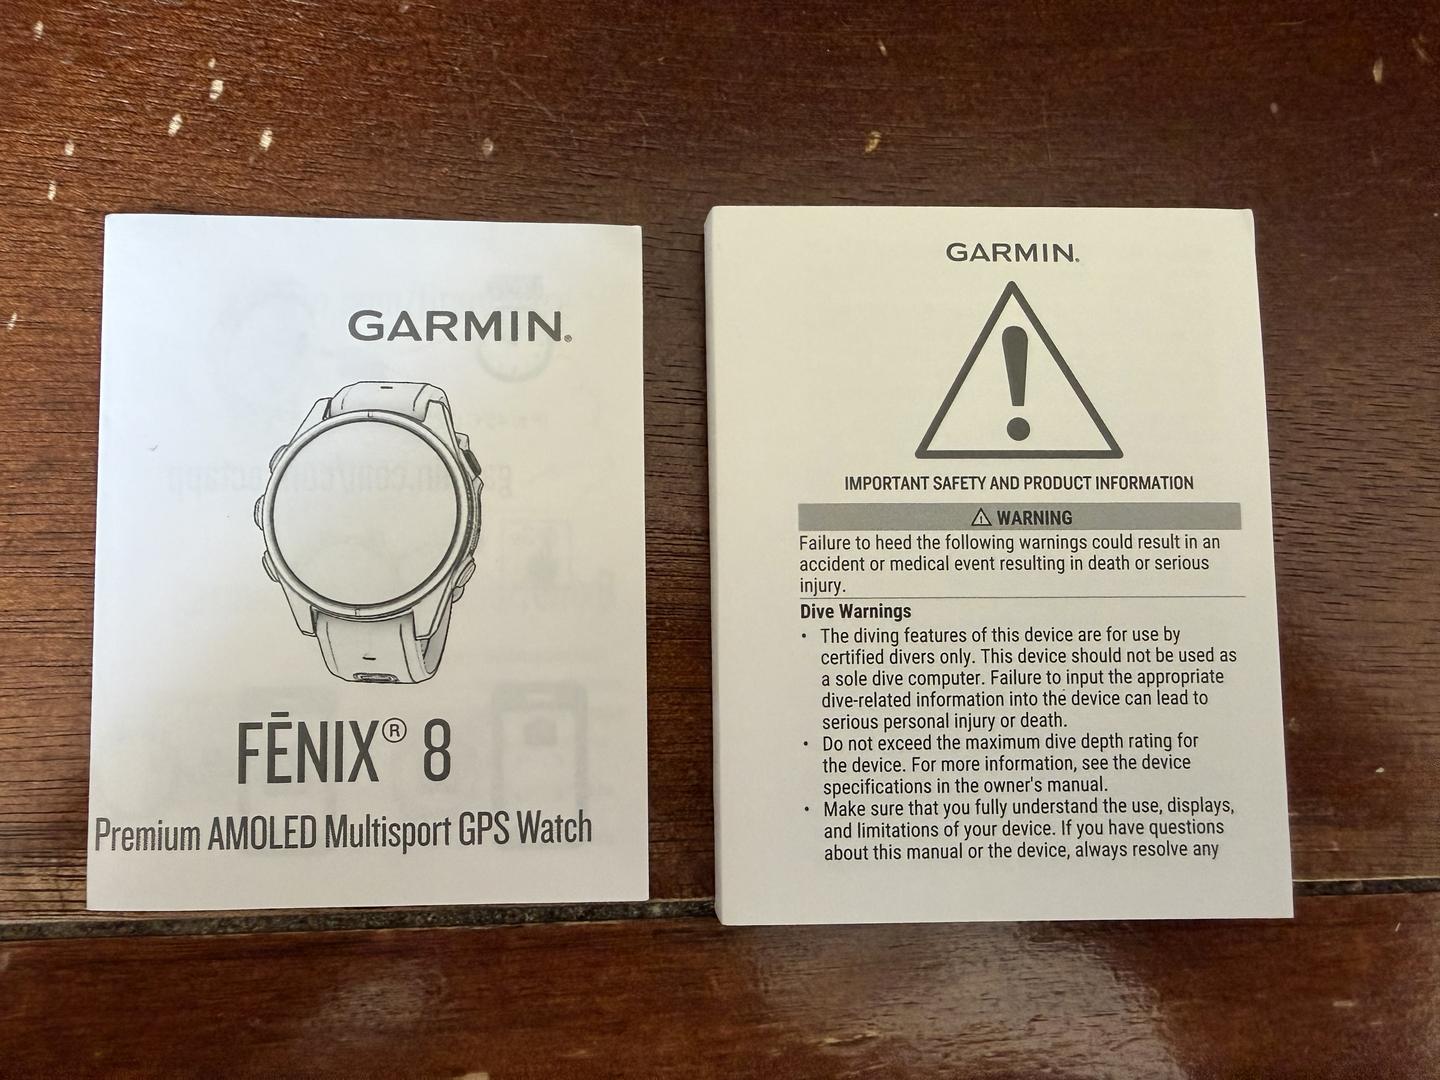 GARMIN®
FĒNIX® 8
Premium AMOLED Multisport GPS Watch
GARMIN®
IMPORTANT SAFETY AND PRODUCT INFORMATION
WARNING
Failure to heed the following warnings could result in an
accident or medical event resulting in death or serious
injury.
Dive Warnings
• The diving features of this device are for use by
certified divers only. This device should not be used as
a sole dive computer. Failure to input the appropriate
dive-related information into the device can lead to
serious personal injury or death.
• Do not exceed the maximum dive depth rating for
the device. For more information, see the device
specifications in the owner's manual.
• Make sure that you fully understand the use, displays,
and limitations of your device. If you have questions
about this manual or the device, always resolve any